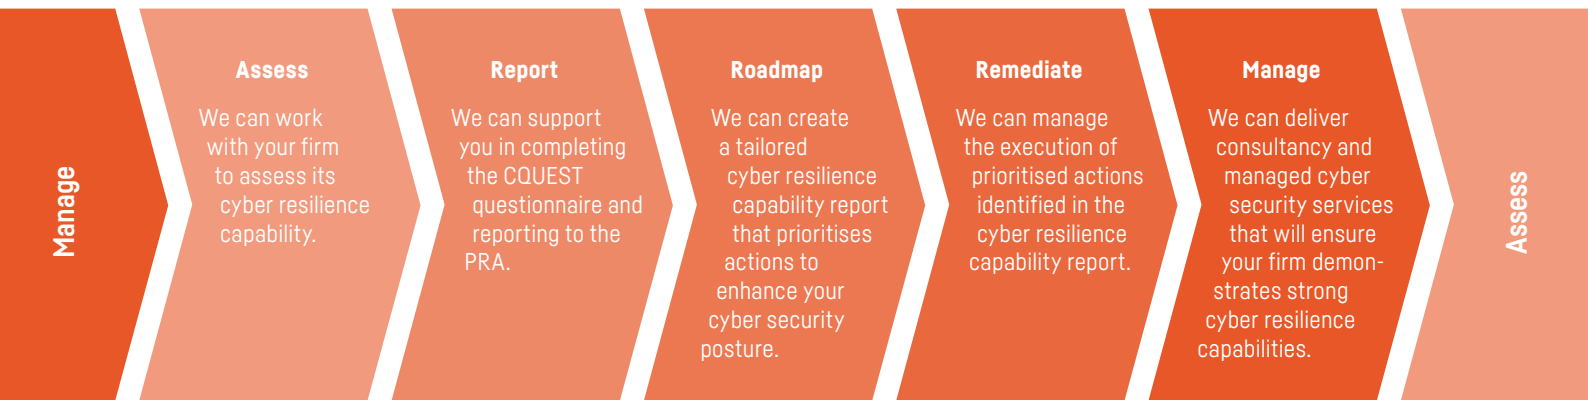 Manage
Assess
We can work
with your firm
to assess its
cyber resilience
capability.
Report
We can support
you in completing
the CQUEST
questionnaire and
reporting to the
PRA.
Roadmap
We can create
a tailored
cyber resilience
capability report
that prioritises
actions to
enhance your
cyber security
posture.
Remediate
We can manage
the execution of
prioritised actions
identified in the
cyber resilience
capability report.
Manage
We can deliver
consultancy and
managed cyber
security services
that will ensure
your firm demon-
strates strong
cyber resilience
capabilities.
Assess